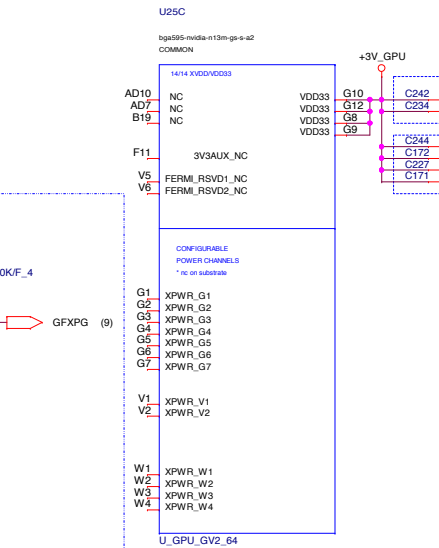 U25C
bga595-nvidia-n13m-gs-s-a2
COMMON
+3V_GPU
14/14 XVDD/VDD33
AD10 NC VDD33 G10 C242
AD7 NC VDD33 G12 C234
B19 NC VDD33 G8
VDD33 G9
C244
F11 3V3AUX_NC C172
C227
V5 FERMI_RSVD1_NC C171
V6 FERMI_RSVD2_NC
CONFIGURABLE
POWER CHANNELS
* nc on substrate
0K/F_4
G1 XPWR_G1
G2 XPWR_G2
G3 XPWR_G3
GFXPG (9)
G4 XPWR_G4
G5 XPWR_G5
G6 XPWR_G6
G7 XPWR_G7
V1 XPWR_V1
V2 XPWR_V2
W1 XPWR_W1
W2 XPWR_W2
W3 XPWR_W3
W4 XPWR_W4
U_GPU_GV2_64